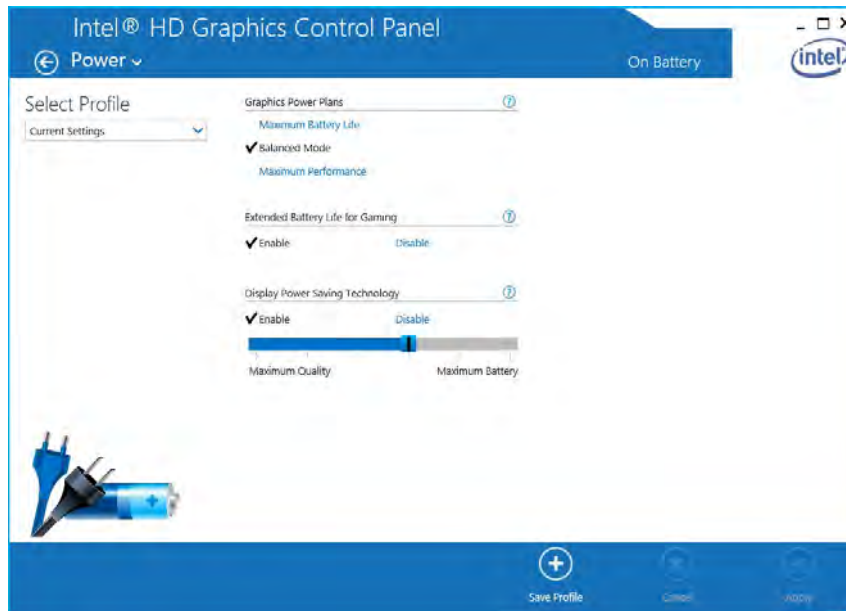 Intel® HD Graphics Control Panel
Power
On Battery
intel
Select Profile
Current Settings
Graphics Power Plans
?
Maximum Battery Life
Balanced Mode
Maximum Performance
Extended Battery Life for Gaming
?
Enable Disable
Display Power Saving Technology
?
Enable Disable
Maximum Quality Maximum Battery
Save Profile Cancel Apply